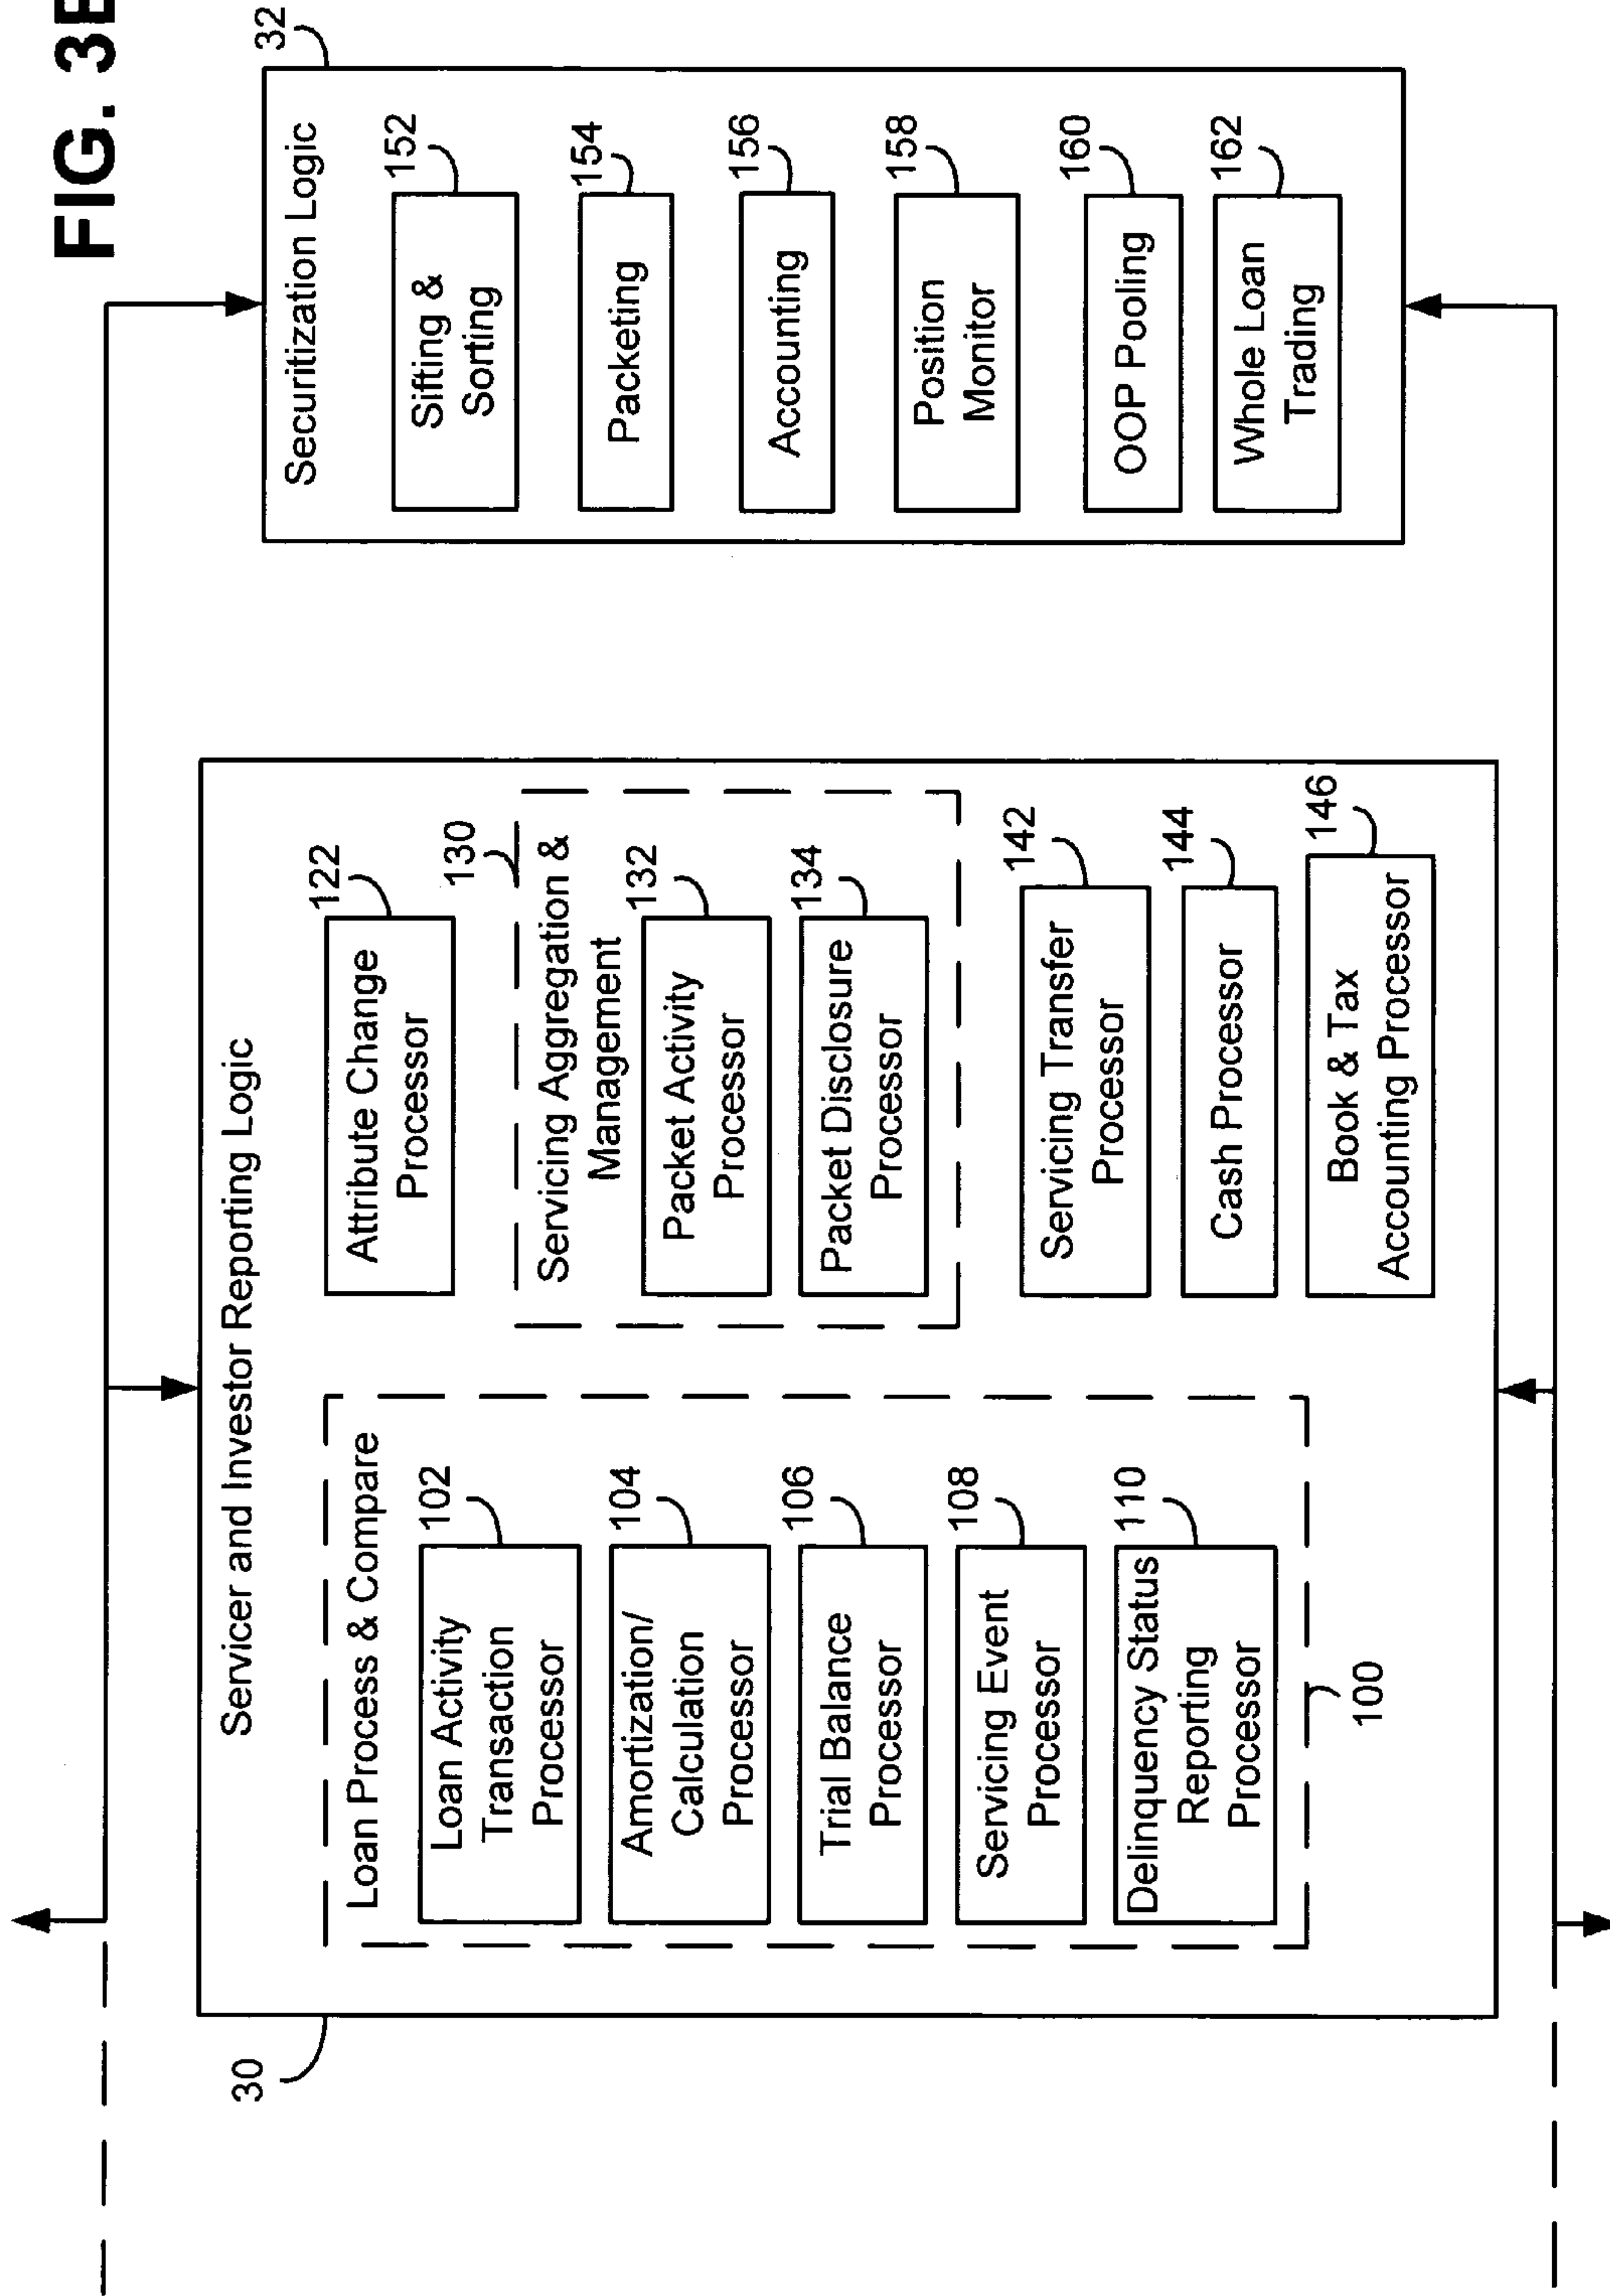 FIG. 3B
Servicer and Investor Reporting Logic
30
Loan Process & Compare
Loan Activity
Transaction
Processor
102
Amortization/
Calculation
Processor
104
Trial Balance
Processor
106
Servicing Event
Processor
108
Delinquency Status
Reporting
Processor
110
100
Attribute Change
Processor
122
130
Servicing Aggregation &
Management
Packet Activity
Processor
132
Packet Disclosure
Processor
134
Servicing Transfer
Processor
142
Cash Processor
144
Book & Tax
Accounting Processor
146
32
Securitization Logic
Sifting &
Sorting
152
Packeting
154
Accounting
156
Position
Monitor
158
OOP Pooling
160
Whole Loan
Trading
162